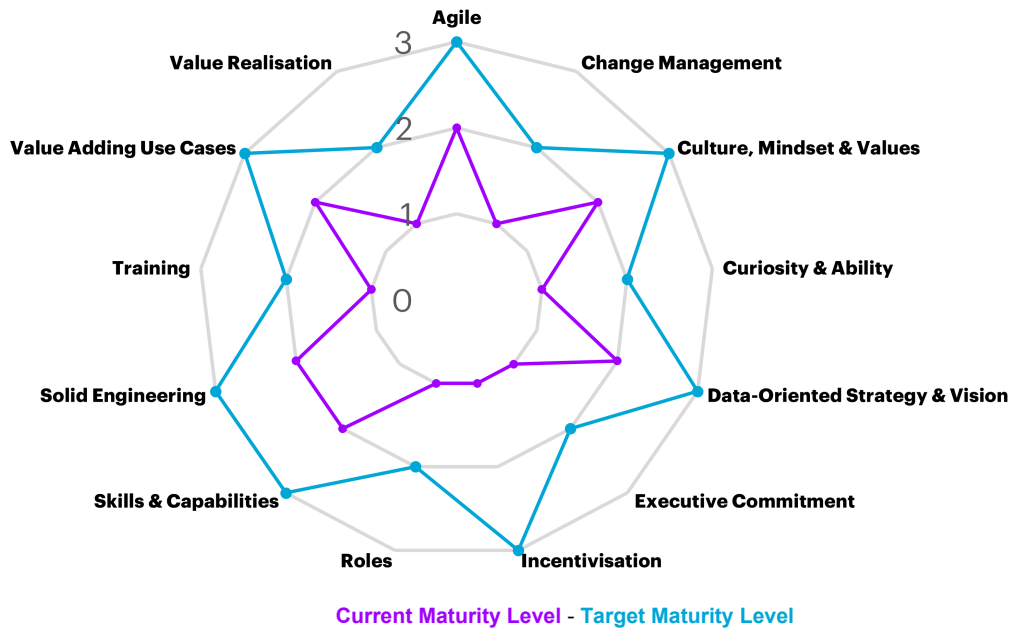 Agile
3
Value Realisation
Change Management
2
Value Adding Use Cases
Culture, Mindset & Values
1
Training
Curiosity & Ability
0
Solid Engineering
Data-Oriented Strategy & Vision
Skills & Capabilities
Executive Commitment
Roles
Incentivisation
Current Maturity Level - Target Maturity Level